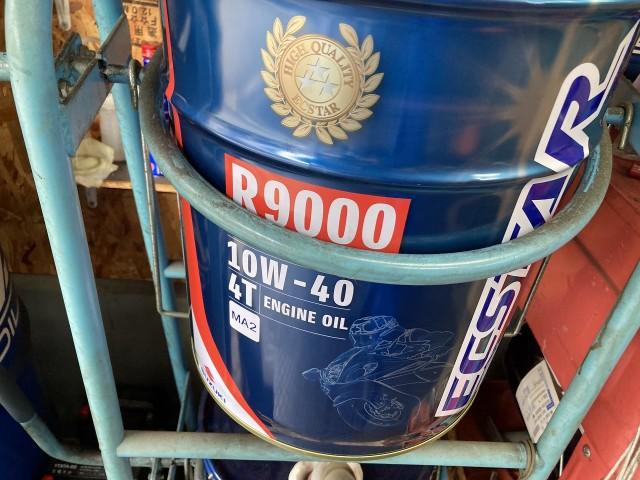 HIGH QUALITY
ECSTAR
R9000
10W-40
4T ENGINE OIL
MA2
ECSTAR